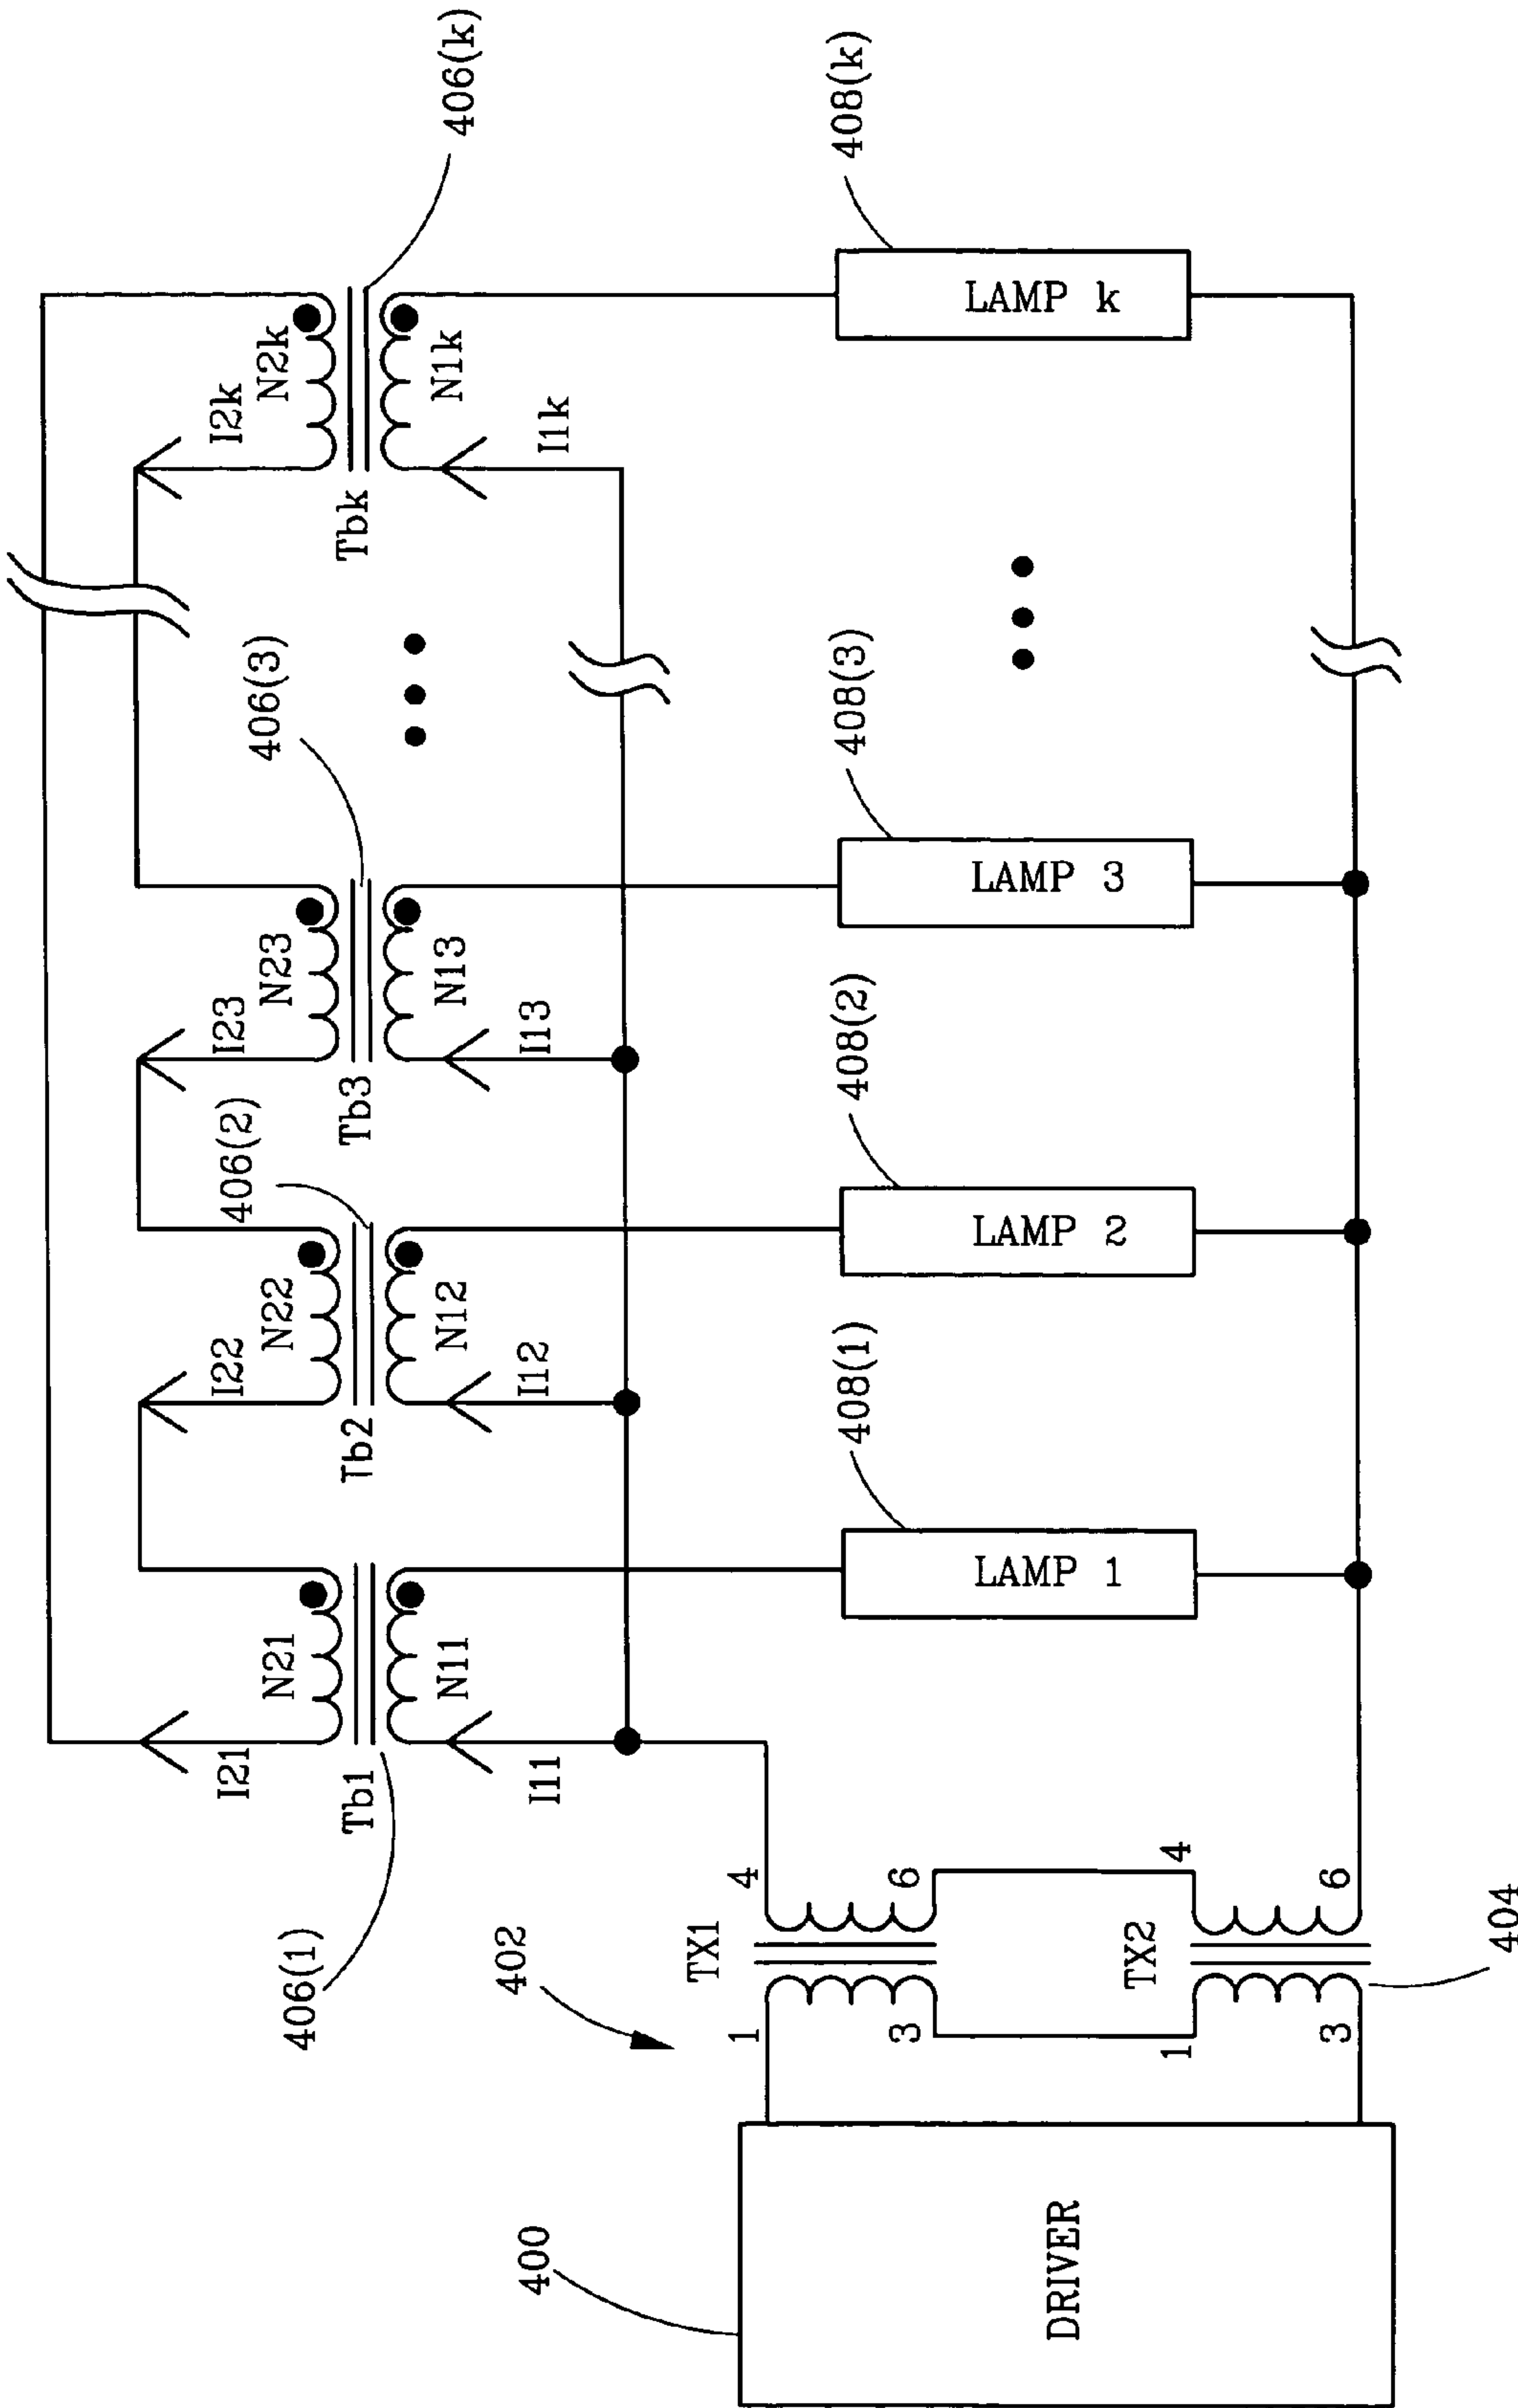 406(k)
I2k
N2k
Tbk
N1k
I1k
408(k)
LAMP k
406(3)
I23
N23
Tb3
N13
I13
408(3)
LAMP 3
406(2)
I22
N22
Tb2
N12
I12
408(2)
LAMP 2
I21
N21
Tb1
N11
I11
406(1)
408(1)
LAMP 1
402
TX1
1
3
4
6
TX2
1
3
4
6
404
400
DRIVER